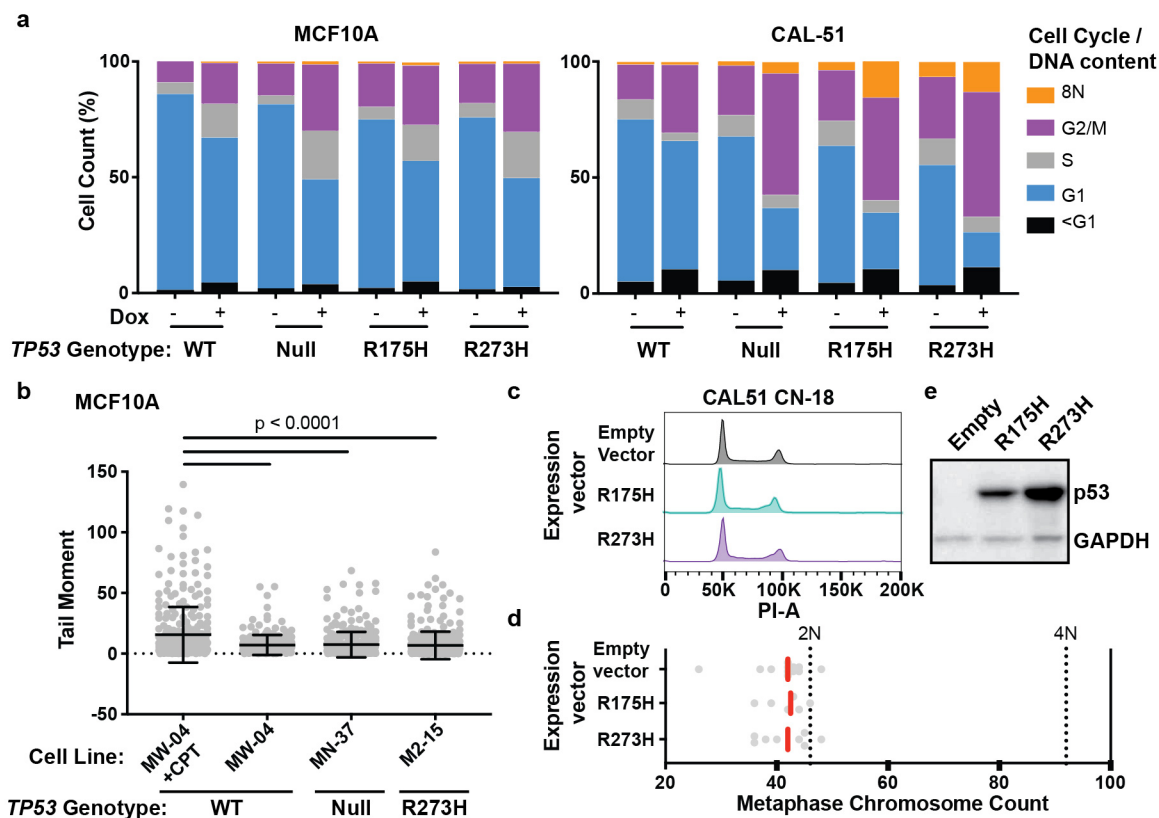 a
MCF10A
CAL-51
Cell Cycle /
DNA content
8N
G2/M
S
G1
<G1
Cell Count (%)
100
50
0
100
50
0
Dox - + - + - + - +
- + - + - + - +
TP53 Genotype: WT Null R175H R273H
WT Null R175H R273H
b
MCF10A
p < 0.0001
Tail Moment
150
100
50
0
-50
Cell Line:
MW-04
+CPT
MW-04
MN-37
M2-15
TP53 Genotype: WT Null R273H
c
CAL51 CN-18
Expression
vector
Empty
Vector
R175H
R273H
0 50K 100K 150K 200K
PI-A
e
Empty
R175H
R273H
p53
GAPDH
d
2N
4N
Expression
vector
Empty
vector
R175H
R273H
20 40 60 80 100
Metaphase Chromosome Count